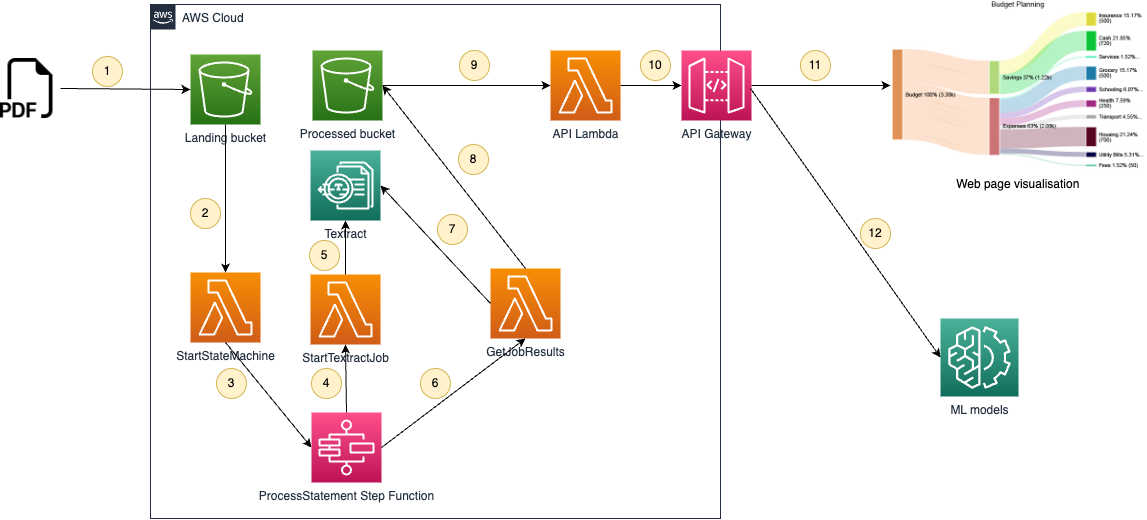 Budget Planning
aws
AWS Cloud
PDF
1
Landing bucket
Processed bucket
9
API Lambda
10
</>
API Gateway
11
Budget 100% (3.30k)
Savings 37% (1.22k)
Expenses 63% (2.08k)
Insurance 15.17%
(500)
Cash 21.85%
(720)
Services 1.52%...
Grocery 15.17%
(500)
Schooling 6.07%...
Health 7.59%
(250)
Transport 4.55%...
Housing 21.24%
(700)
Utility Bills 5.31%...
Fees 1.52% (50)
Web page visualisation
2
T
Textract
8
7
5
12
StartStateMachine
StartTextractJob
GetJobResults
3
4
6
ML models
ProcessStatement Step Function